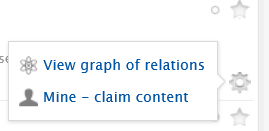 View graph of relations
Mine - claim content